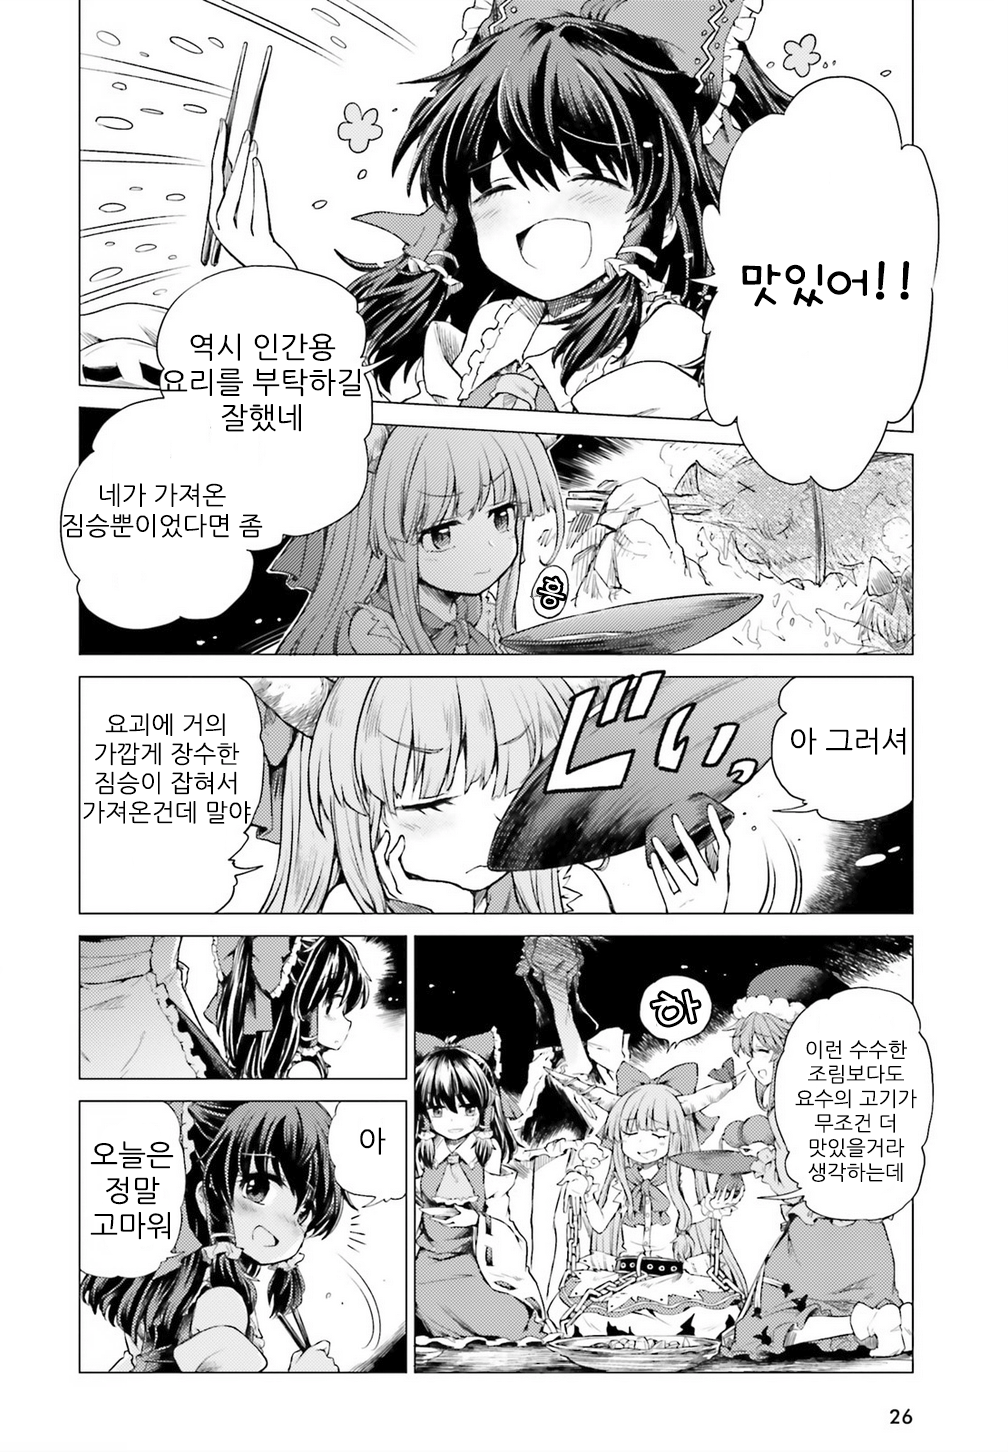 맛있어!!
역시 인간용
요리를 부탁하길
잘했네
네가 가져온
짐승뿐이었다면 좀
흥
아 그러셔
どぃっ
요괴에 거의
가깝게 장수한
짐승이 잡혀서
가져온건데 말야
이런 수수한
조림보다도
요수의 고기가
무조건 더
맛있을거라
생각하는데
하
아
오늘은
정말
고마워
26